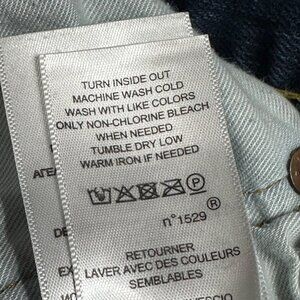 TURN INSIDE OUT
MACHINE WASH COLD
WASH WITH LIKE COLORS
ONLY NON-CHLORINE BLEACH
WHEN NEEDED
TUMBLE DRY LOW
WARM IRON IF NEEDED
P
n°1529 ®
RETOURNER
LAVER AVEC DES COULEURS
SEMBLABLES